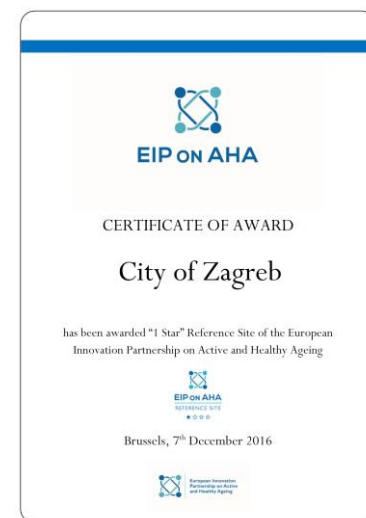 EIP ON AHA
CERTIFICATE OF AWARD
City of Zagreb
has been awarded “1 Star” Reference Site of the European
Innovation Partnership on Active and Healthy Ageing
EIP ON AHA
REFERENCE SITE
Brussels, 7th December 2016
European Innovation
Partnership on Active
and Healthy Ageing